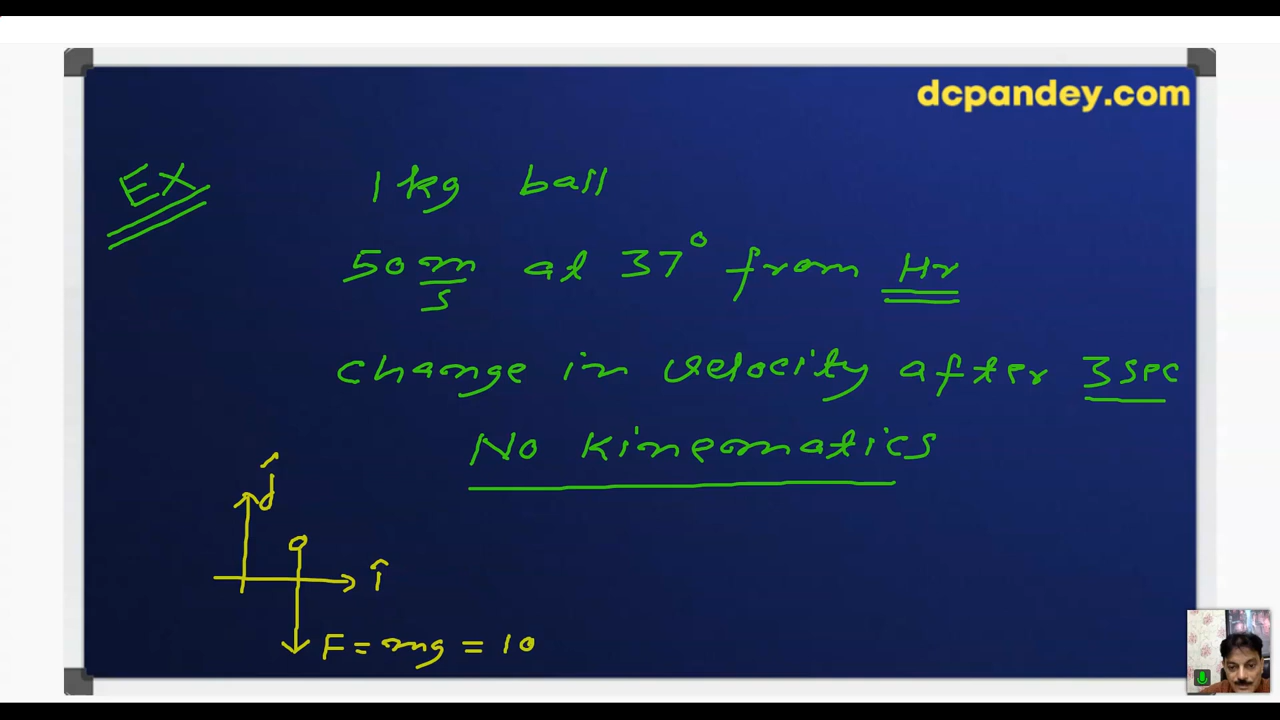 dcpandey.com
EX
1 kg ball
50 m/s at 37° from Hr
change in velocity after 3 sec
No kinematics
ĵ
î
F = mg = 10